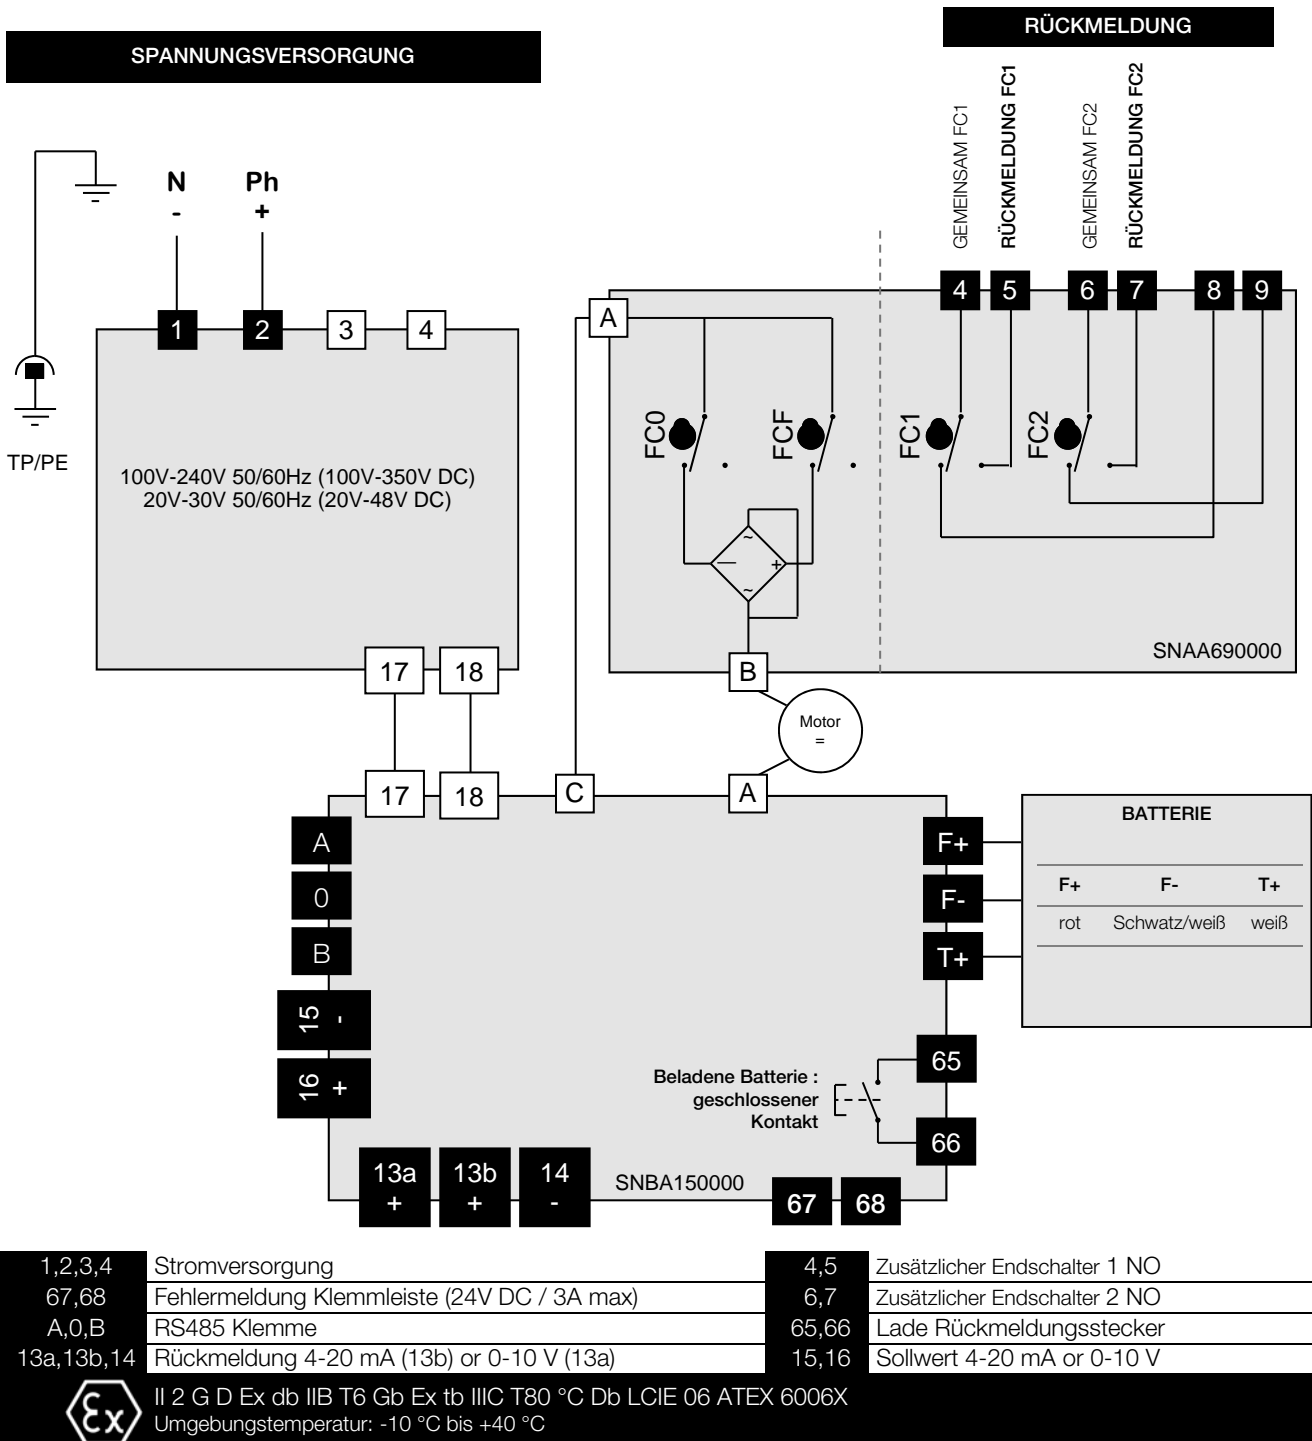 SPANNUNGSVERSORGUNG
RÜCKMELDUNG
GEMEINSAM FC1
RÜCKMELDUNG FC1
GEMEINSAM FC2
RÜCKMELDUNG FC2
N
-
Ph
+
TP/PE
1
2
3
4
100V-240V 50/60Hz (100V-350V DC)
20V-30V 50/60Hz (20V-48V DC)
17
18
A
4
5
6
7
8
9
FC0
FCF
FC1
FC2
~
—
+
~
SNAA690000
B
Motor
=
17
18
C
A
A
0
B
15 -
16 +
F+
F-
T+
BATTERIE
F+ F- T+
rot Schwatz/weiß weiß
65
66
Beladene Batterie :
geschlossener
Kontakt
13a
+
13b
+
14
-
SNBA150000
67
68
1,2,3,4 Stromversorgung
67,68 Fehlermeldung Klemmleiste (24V DC / 3A max)
A,0,B RS485 Klemme
13a,13b,14 Rückmeldung 4-20 mA (13b) or 0-10 V (13a)
4,5 Zusätzlicher Endschalter 1 NO
6,7 Zusätzlicher Endschalter 2 NO
65,66 Lade Rückmeldungsstecker
15,16 Sollwert 4-20 mA or 0-10 V
Ex
II 2 G D Ex db IIB T6 Gb Ex tb IIIC T80 °C Db LCIE 06 ATEX 6006X
Umgebungstemperatur: -10 °C bis +40 °C